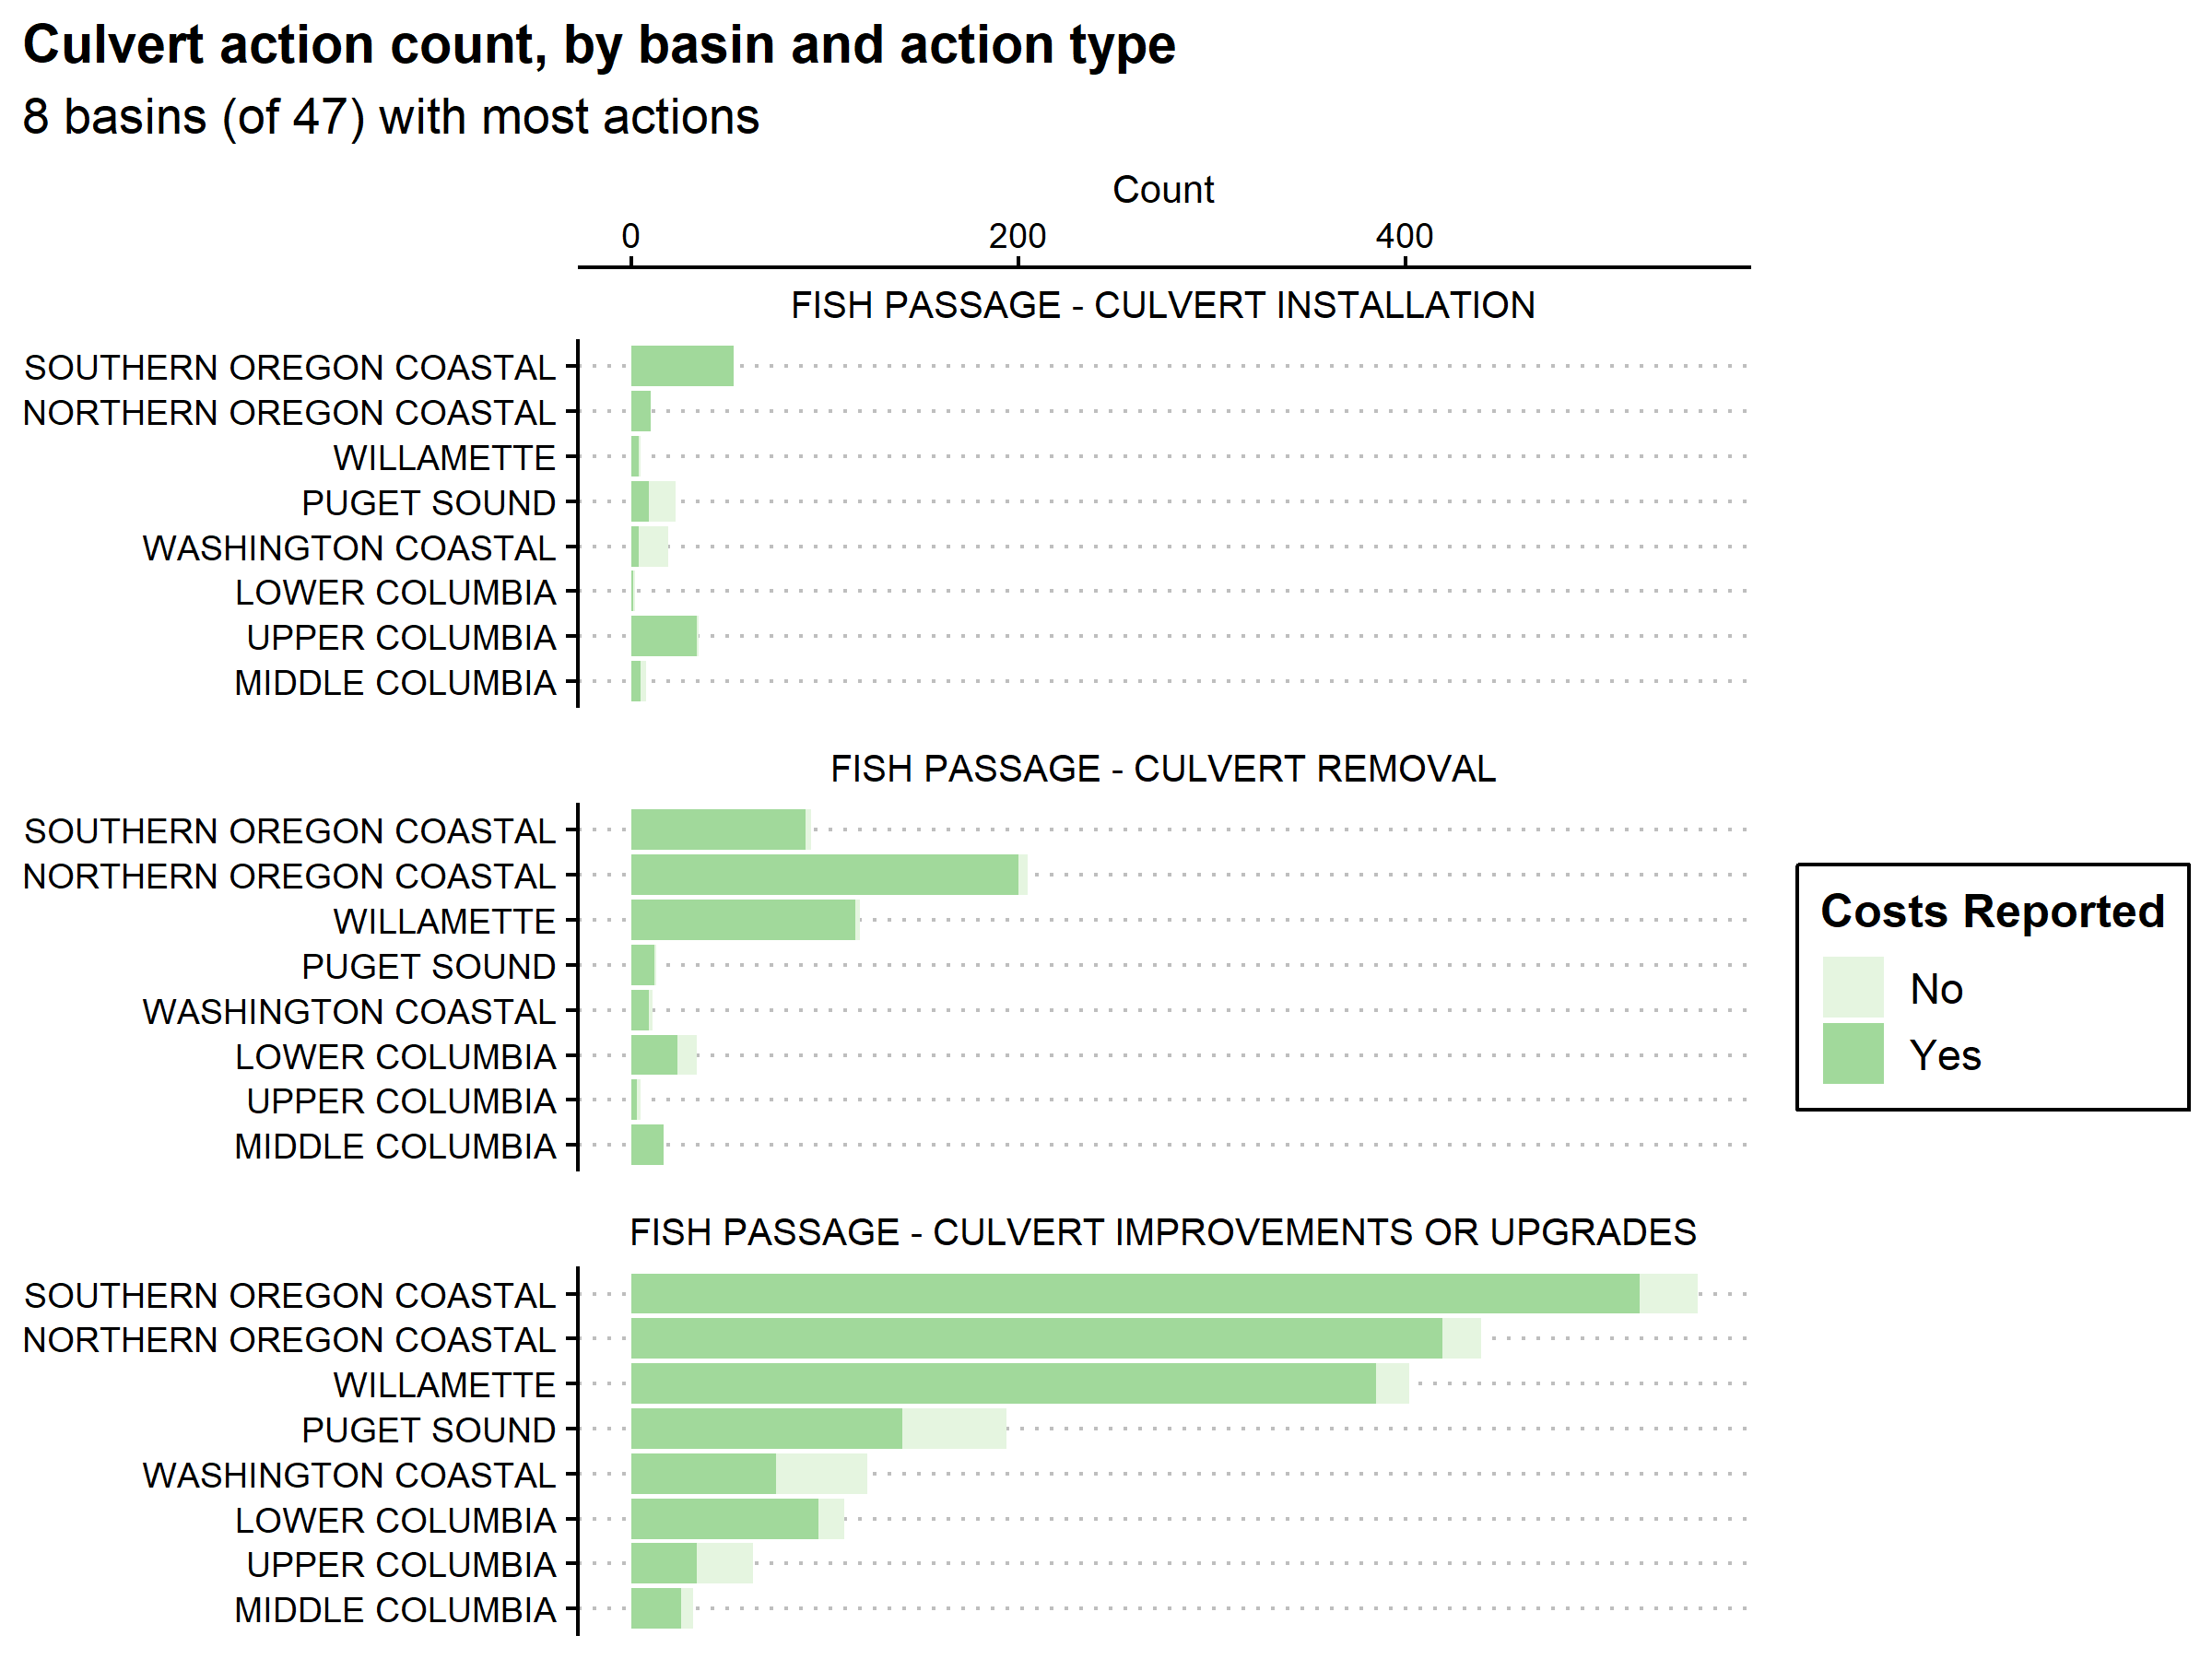 Culvert action count, by basin and action type
8 basins (of 47) with most actions
Count
0 200 400
FISH PASSAGE - CULVERT INSTALLATION
SOUTHERN OREGON COASTAL
NORTHERN OREGON COASTAL
WILLAMETTE
PUGET SOUND
WASHINGTON COASTAL
LOWER COLUMBIA
UPPER COLUMBIA
MIDDLE COLUMBIA
FISH PASSAGE - CULVERT REMOVAL
SOUTHERN OREGON COASTAL
NORTHERN OREGON COASTAL
WILLAMETTE
PUGET SOUND
WASHINGTON COASTAL
LOWER COLUMBIA
UPPER COLUMBIA
MIDDLE COLUMBIA
FISH PASSAGE - CULVERT IMPROVEMENTS OR UPGRADES
SOUTHERN OREGON COASTAL
NORTHERN OREGON COASTAL
WILLAMETTE
PUGET SOUND
WASHINGTON COASTAL
LOWER COLUMBIA
UPPER COLUMBIA
MIDDLE COLUMBIA
Costs Reported
No
Yes